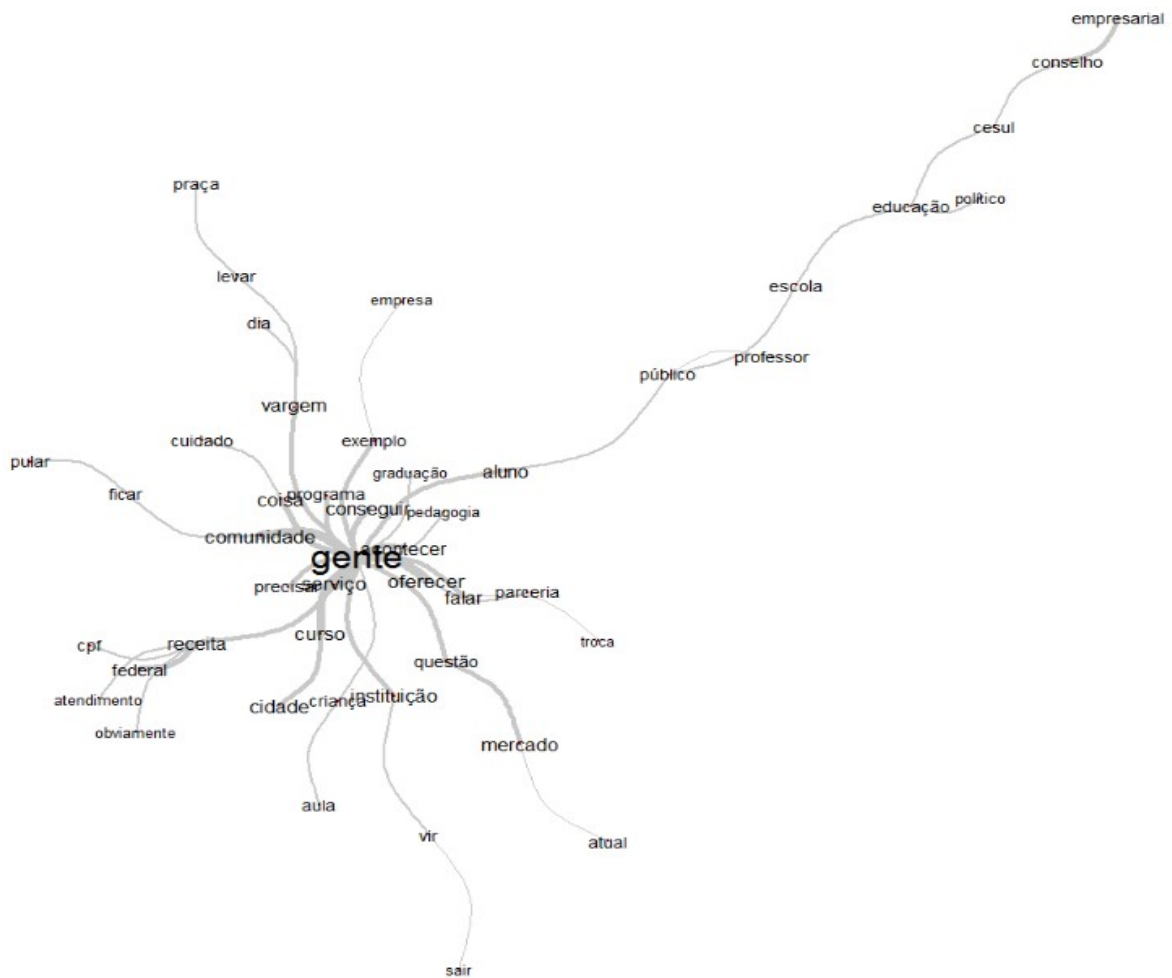 empresarial
conselho
cesul
praça
político
educação
levar
escola
empresa
dia
professor
público
vargem
cuidado
exemplo
pular
graduação
aluno
ficar
coisa
programa
conseguir
pedagogia
comunidade
acontecer
gente
precisar
serviço
oferecer
falar
parceria
curso
troca
cpf
receita
questão
federal
atendimento
cidade
criança
instituição
obviamente
mercado
aula
vir
atual
sair